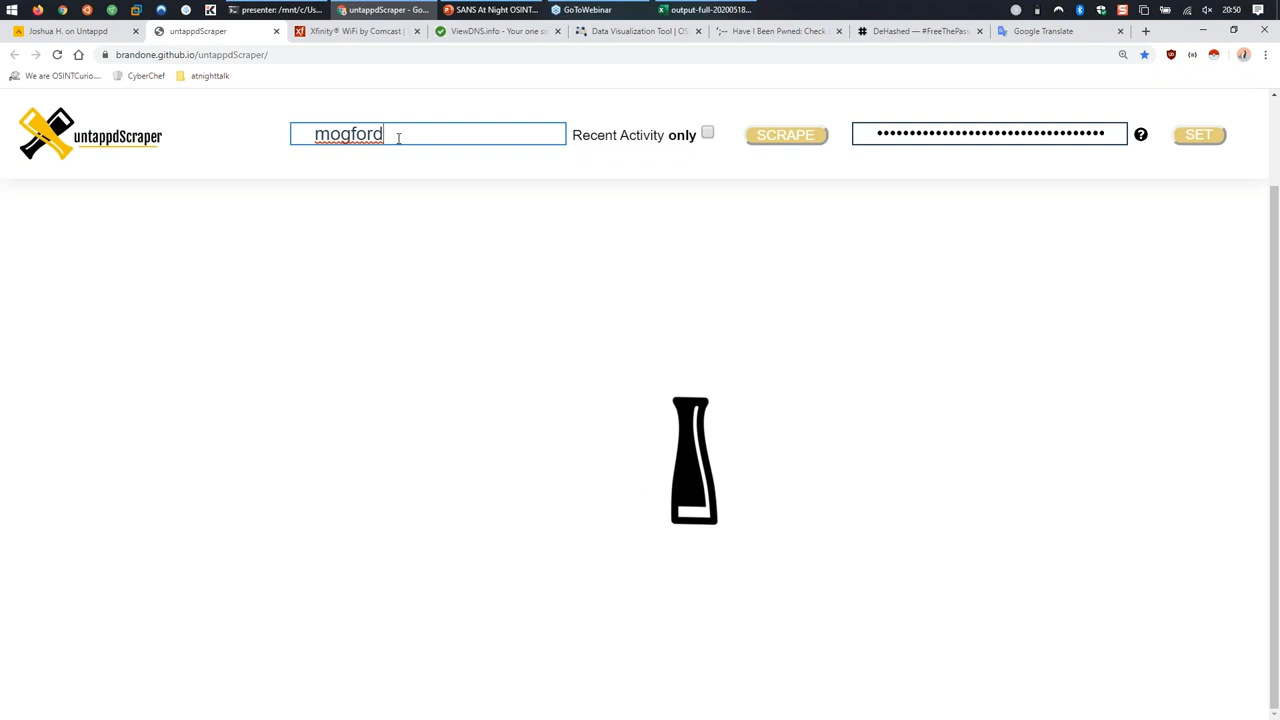 presenter: /mnt/c/Us...
untappdScraper - Go...
SANS At Night OSINT...
GoToWebinar
output-full-20200518...
20:50
Joshua H. on Untappd
untappdScraper
Xfinity® WiFi by Comcast |
ViewDNS.info - Your one s
Data Visualization Tool | OS
Have I Been Pwned: Check
DeHashed — #FreeThePas
Google Translate
brandone.github.io/untappdScraper/
We are OSINTCurio,...
CyberChef
atnighttalk
untappdScraper
mogford
Recent Activity only
SCRAPE
••••••••••••••••••••••••••••••••••••
SET